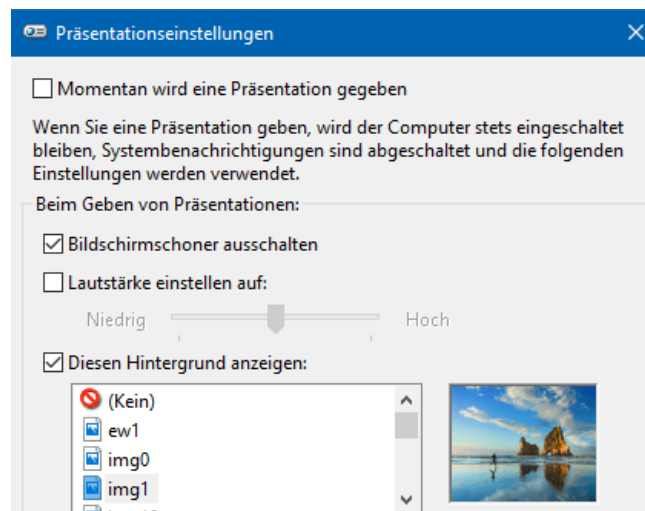 Präsentationseinstellungen
Momentan wird eine Präsentation gegeben
Wenn Sie eine Präsentation geben, wird der Computer stets eingeschaltet
bleiben, Systembenachrichtigungen sind abgeschaltet und die folgenden
Einstellungen werden verwendet.
Beim Geben von Präsentationen:
Bildschirmschoner ausschalten
Lautstärke einstellen auf:
Niedrig Hoch
Diesen Hintergrund anzeigen:
(Kein)
ew1
img0
img1